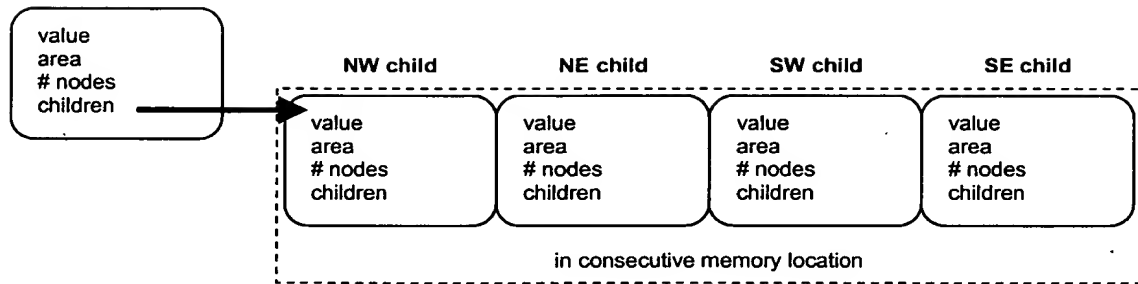 value
area
# nodes
children
NW child
NE child
SW child
SE child
value
area
# nodes
children
value
area
# nodes
children
value
area
# nodes
children
value
area
# nodes
children
in consecutive memory location